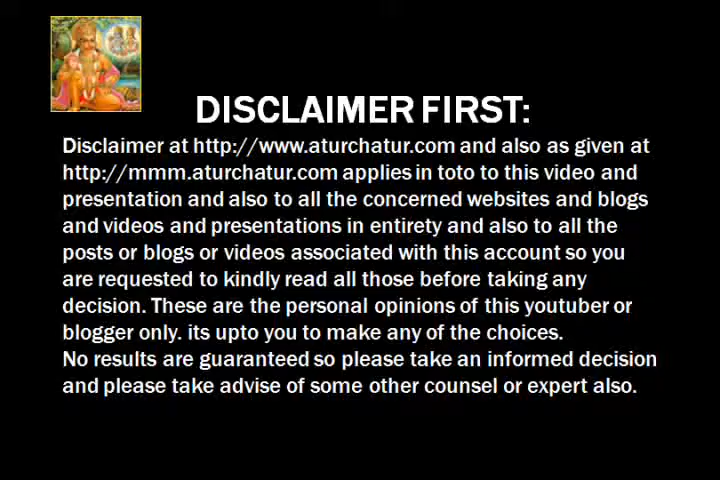 DISCLAIMER FIRST:
Disclaimer at http://www.aturchatur.com and also as given at
http://mmm.aturchatur.com applies in toto to this video and
presentation and also to all the concerned websites and blogs
and videos and presentations in entirety and also to all the
posts or blogs or videos associated with this account so you
are requested to kindly read all those before taking any
decision. These are the personal opinions of this youtuber or
blogger only. its upto you to make any of the choices.
No results are guaranteed so please take an informed decision
and please take advise of some other counsel or expert also.